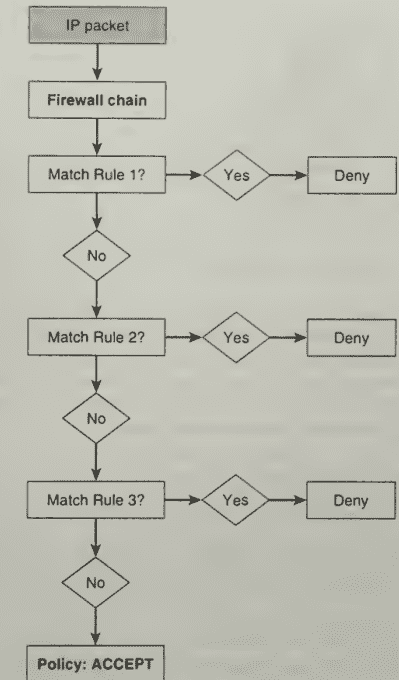 IP packet
Firewall chain
Match Rule 1?
Yes
Deny
No
Match Rule 2?
Yes
Deny
No
Match Rule 3?
Yes
Deny
No
Policy: ACCEPT